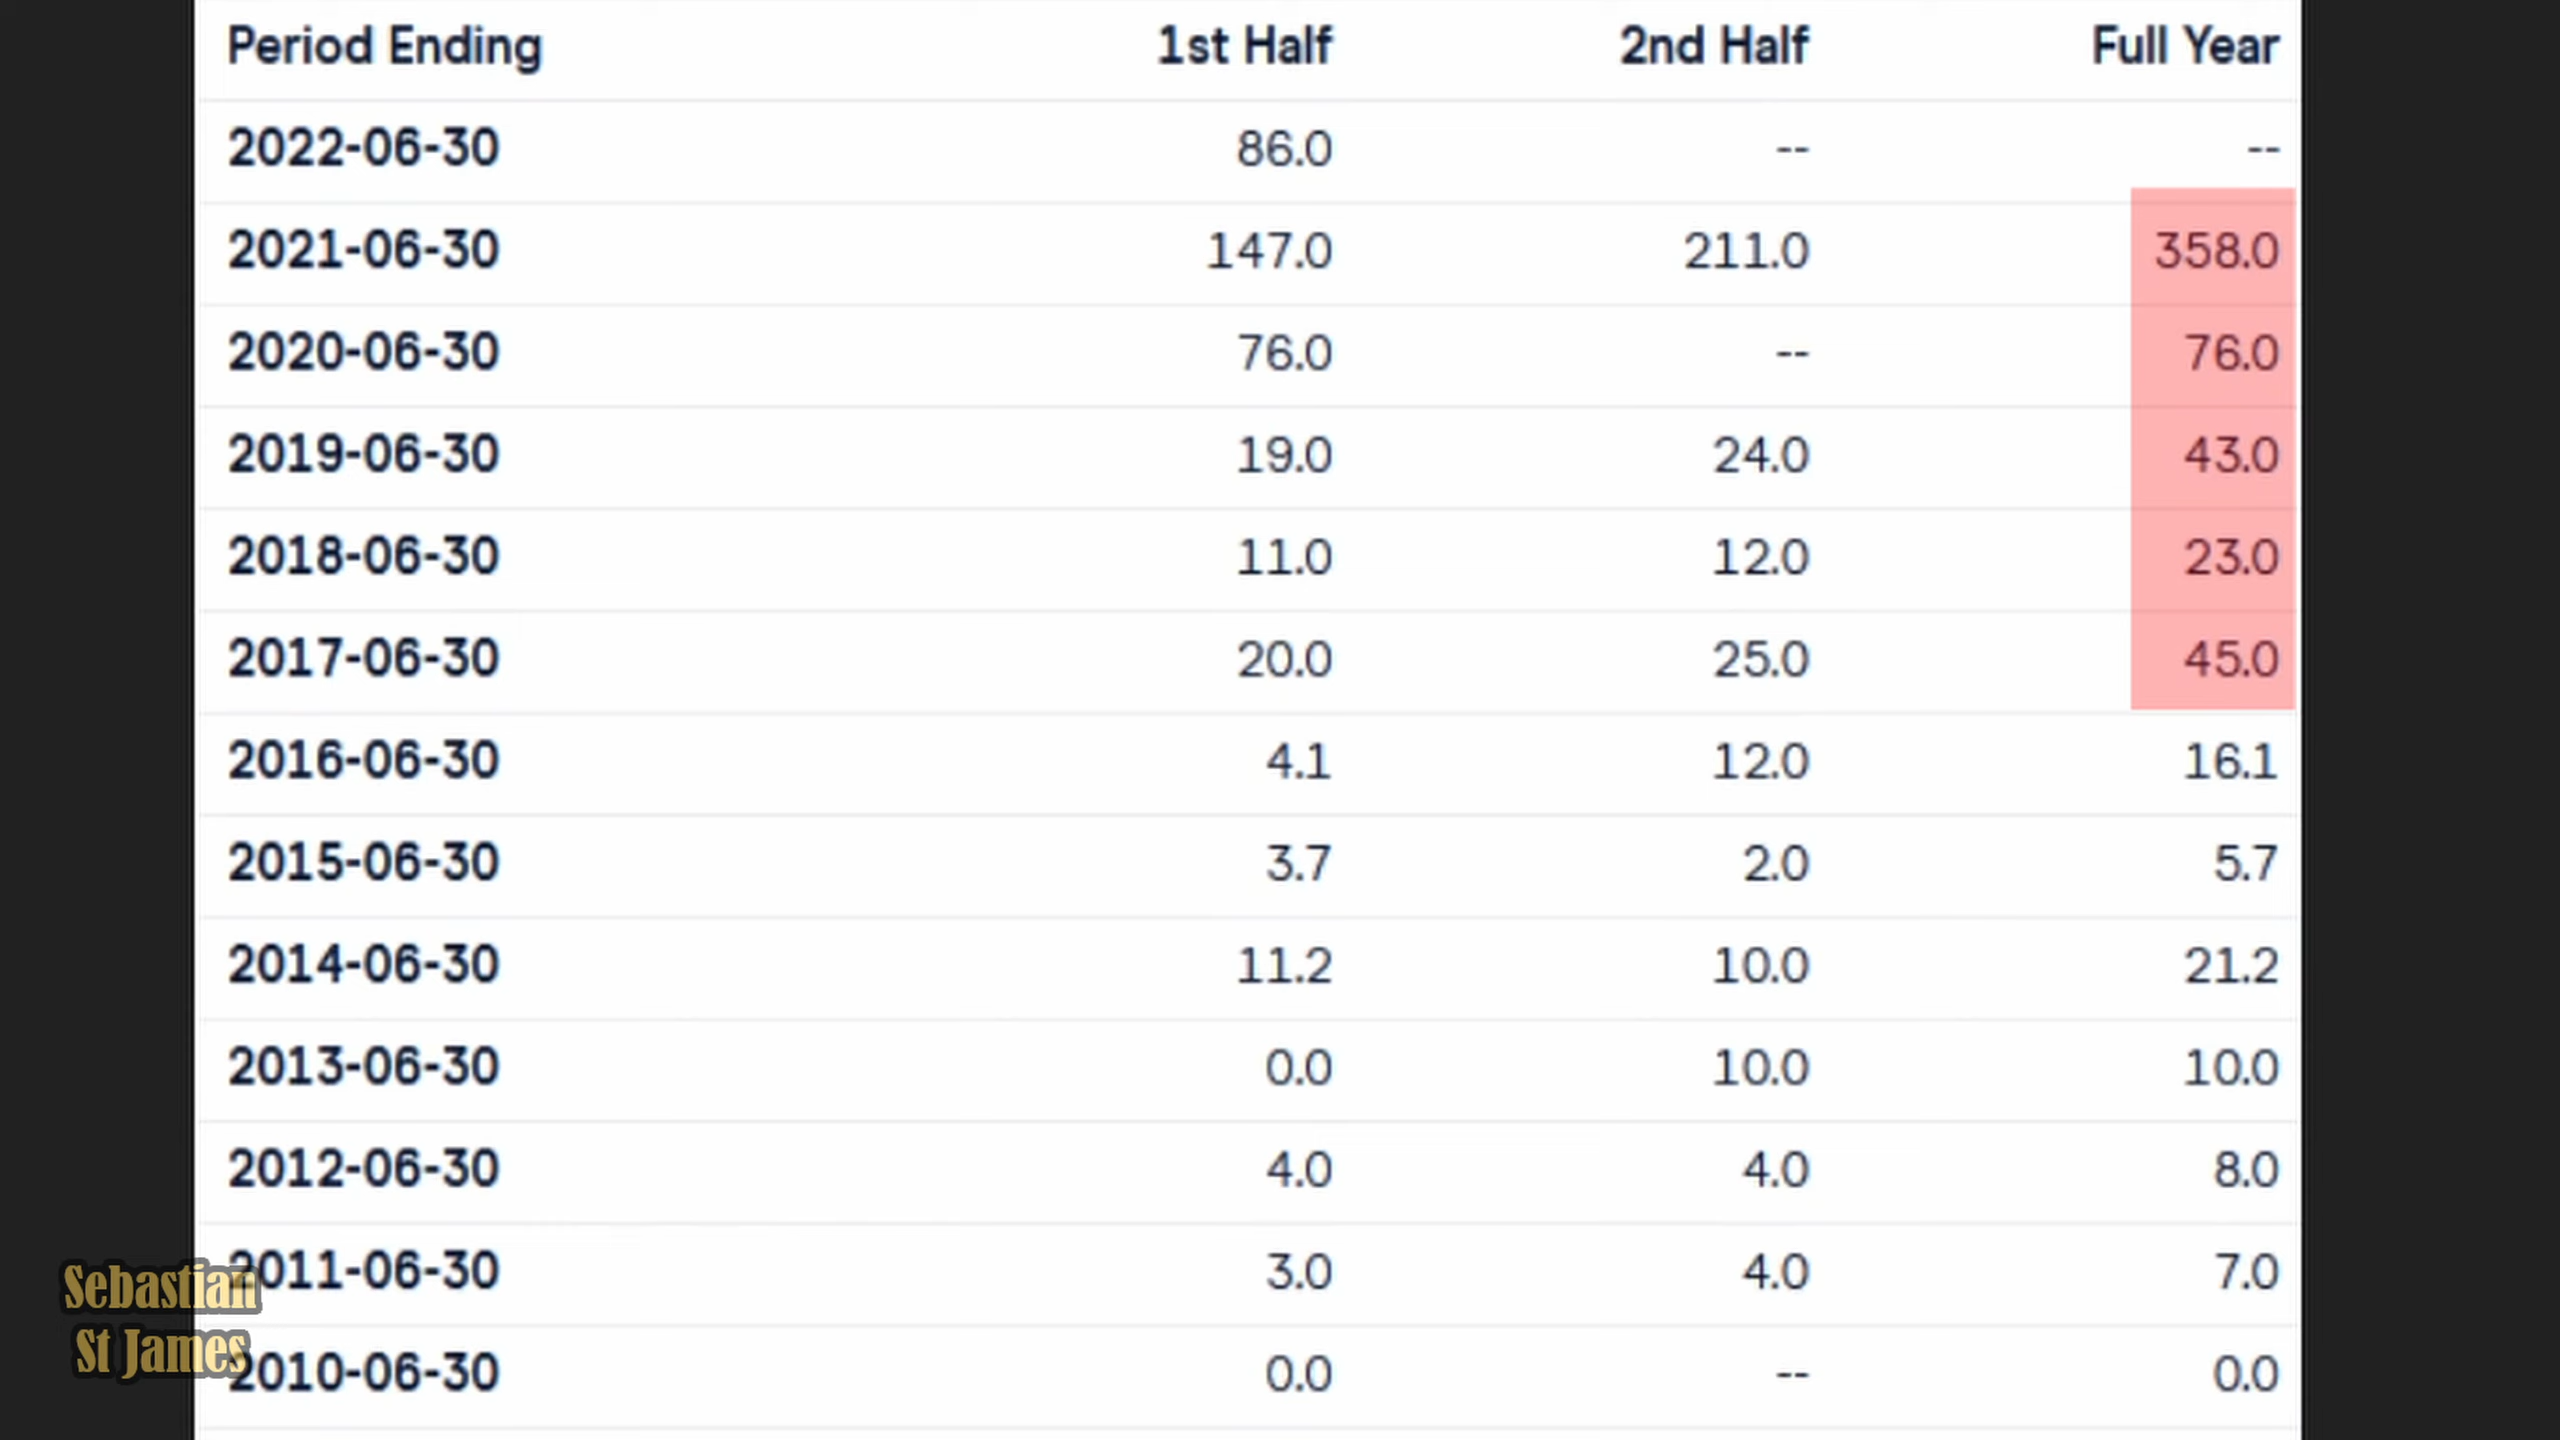 Period Ending 1st Half 2nd Half Full Year
2022-06-30 86.0 -- --
2021-06-30 147.0 211.0 358.0
2020-06-30 76.0 -- 76.0
2019-06-30 19.0 24.0 43.0
2018-06-30 11.0 12.0 23.0
2017-06-30 20.0 25.0 45.0
2016-06-30 4.1 12.0 16.1
2015-06-30 3.7 2.0 5.7
2014-06-30 11.2 10.0 21.2
2013-06-30 0.0 10.0 10.0
2012-06-30 4.0 4.0 8.0
2011-06-30 3.0 4.0 7.0
2010-06-30 0.0 -- 0.0
Sebastian
St James